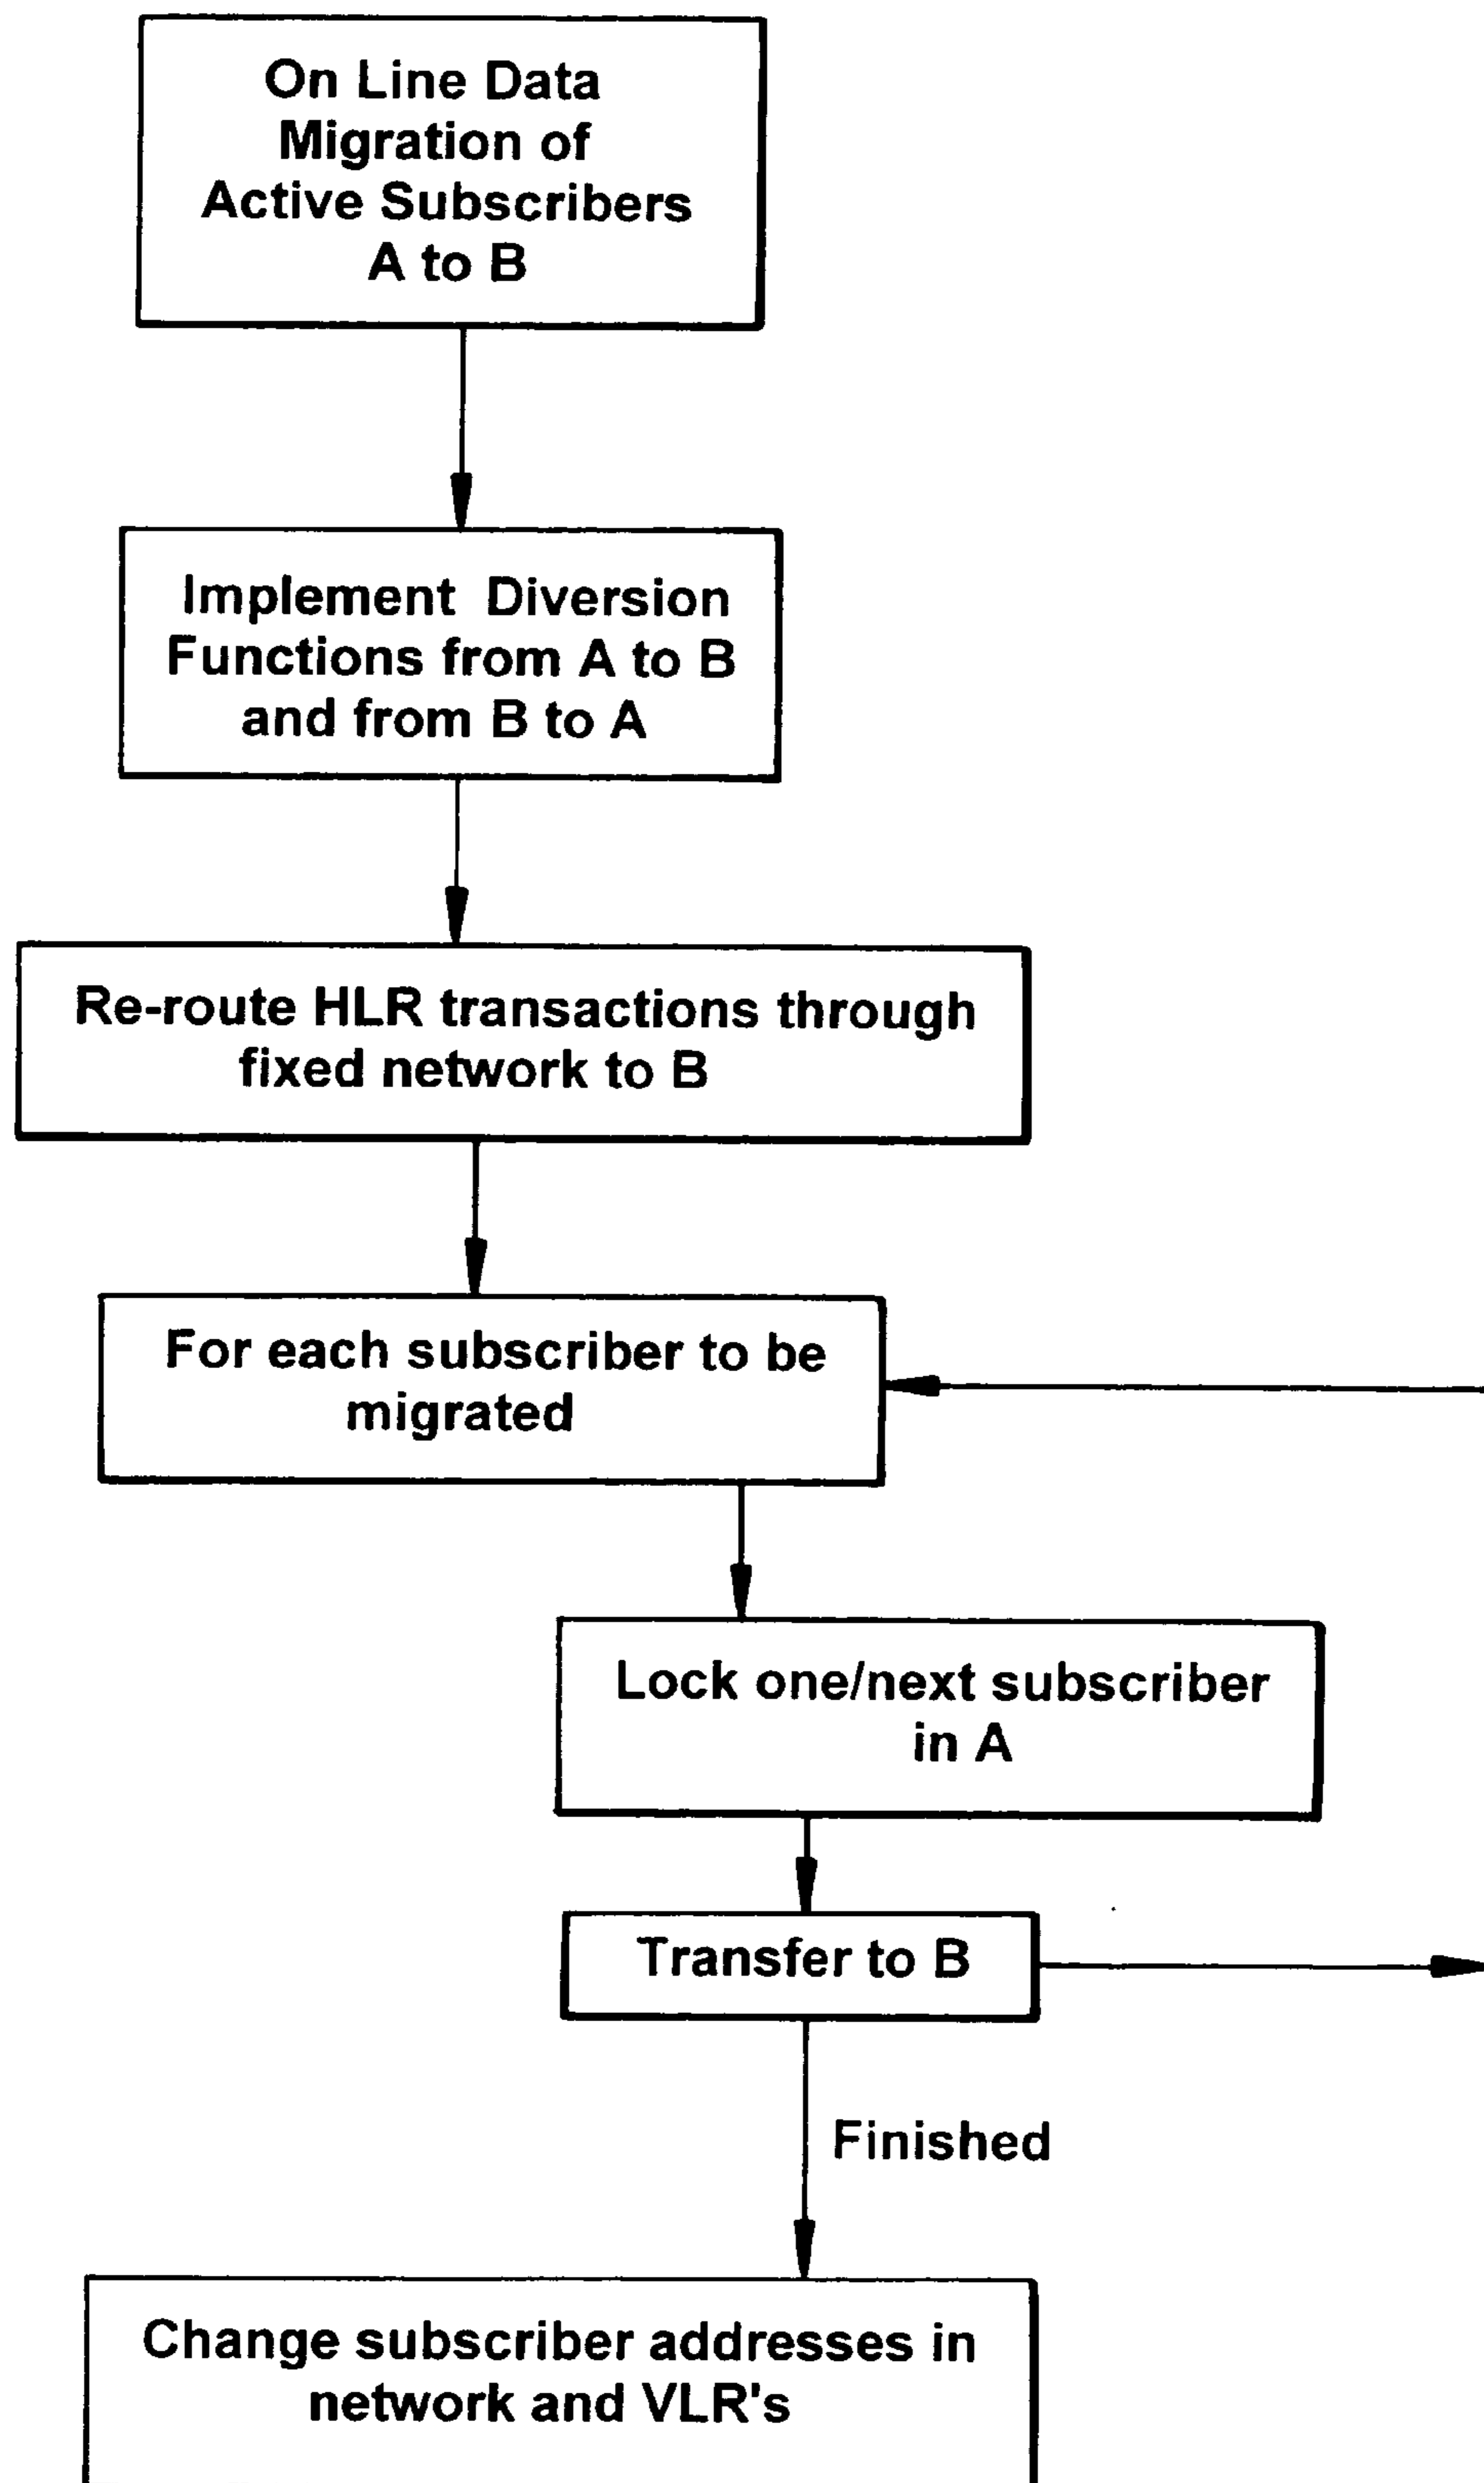 On Line Data
Migration of
Active Subscribers
A to B
Implement Diversion
Functions from A to B
and from B to A
Re-route HLR transactions through
fixed network to B
For each subscriber to be
migrated
Lock one/next subscriber
in A
Transfer to B
Finished
Change subscriber addresses in
network and VLR's